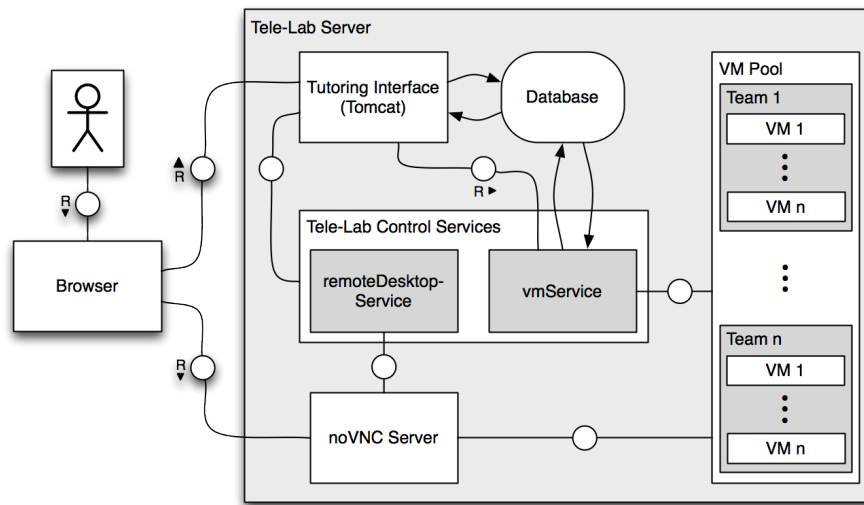 Tele-Lab Server
Tutoring Interface
(Tomcat)
Database
VM Pool
Team 1
VM 1
VM n
R
R
R
Tele-Lab Control Services
remoteDesktop-
Service
vmService
Browser
R
noVNC Server
Team n
VM 1
VM n